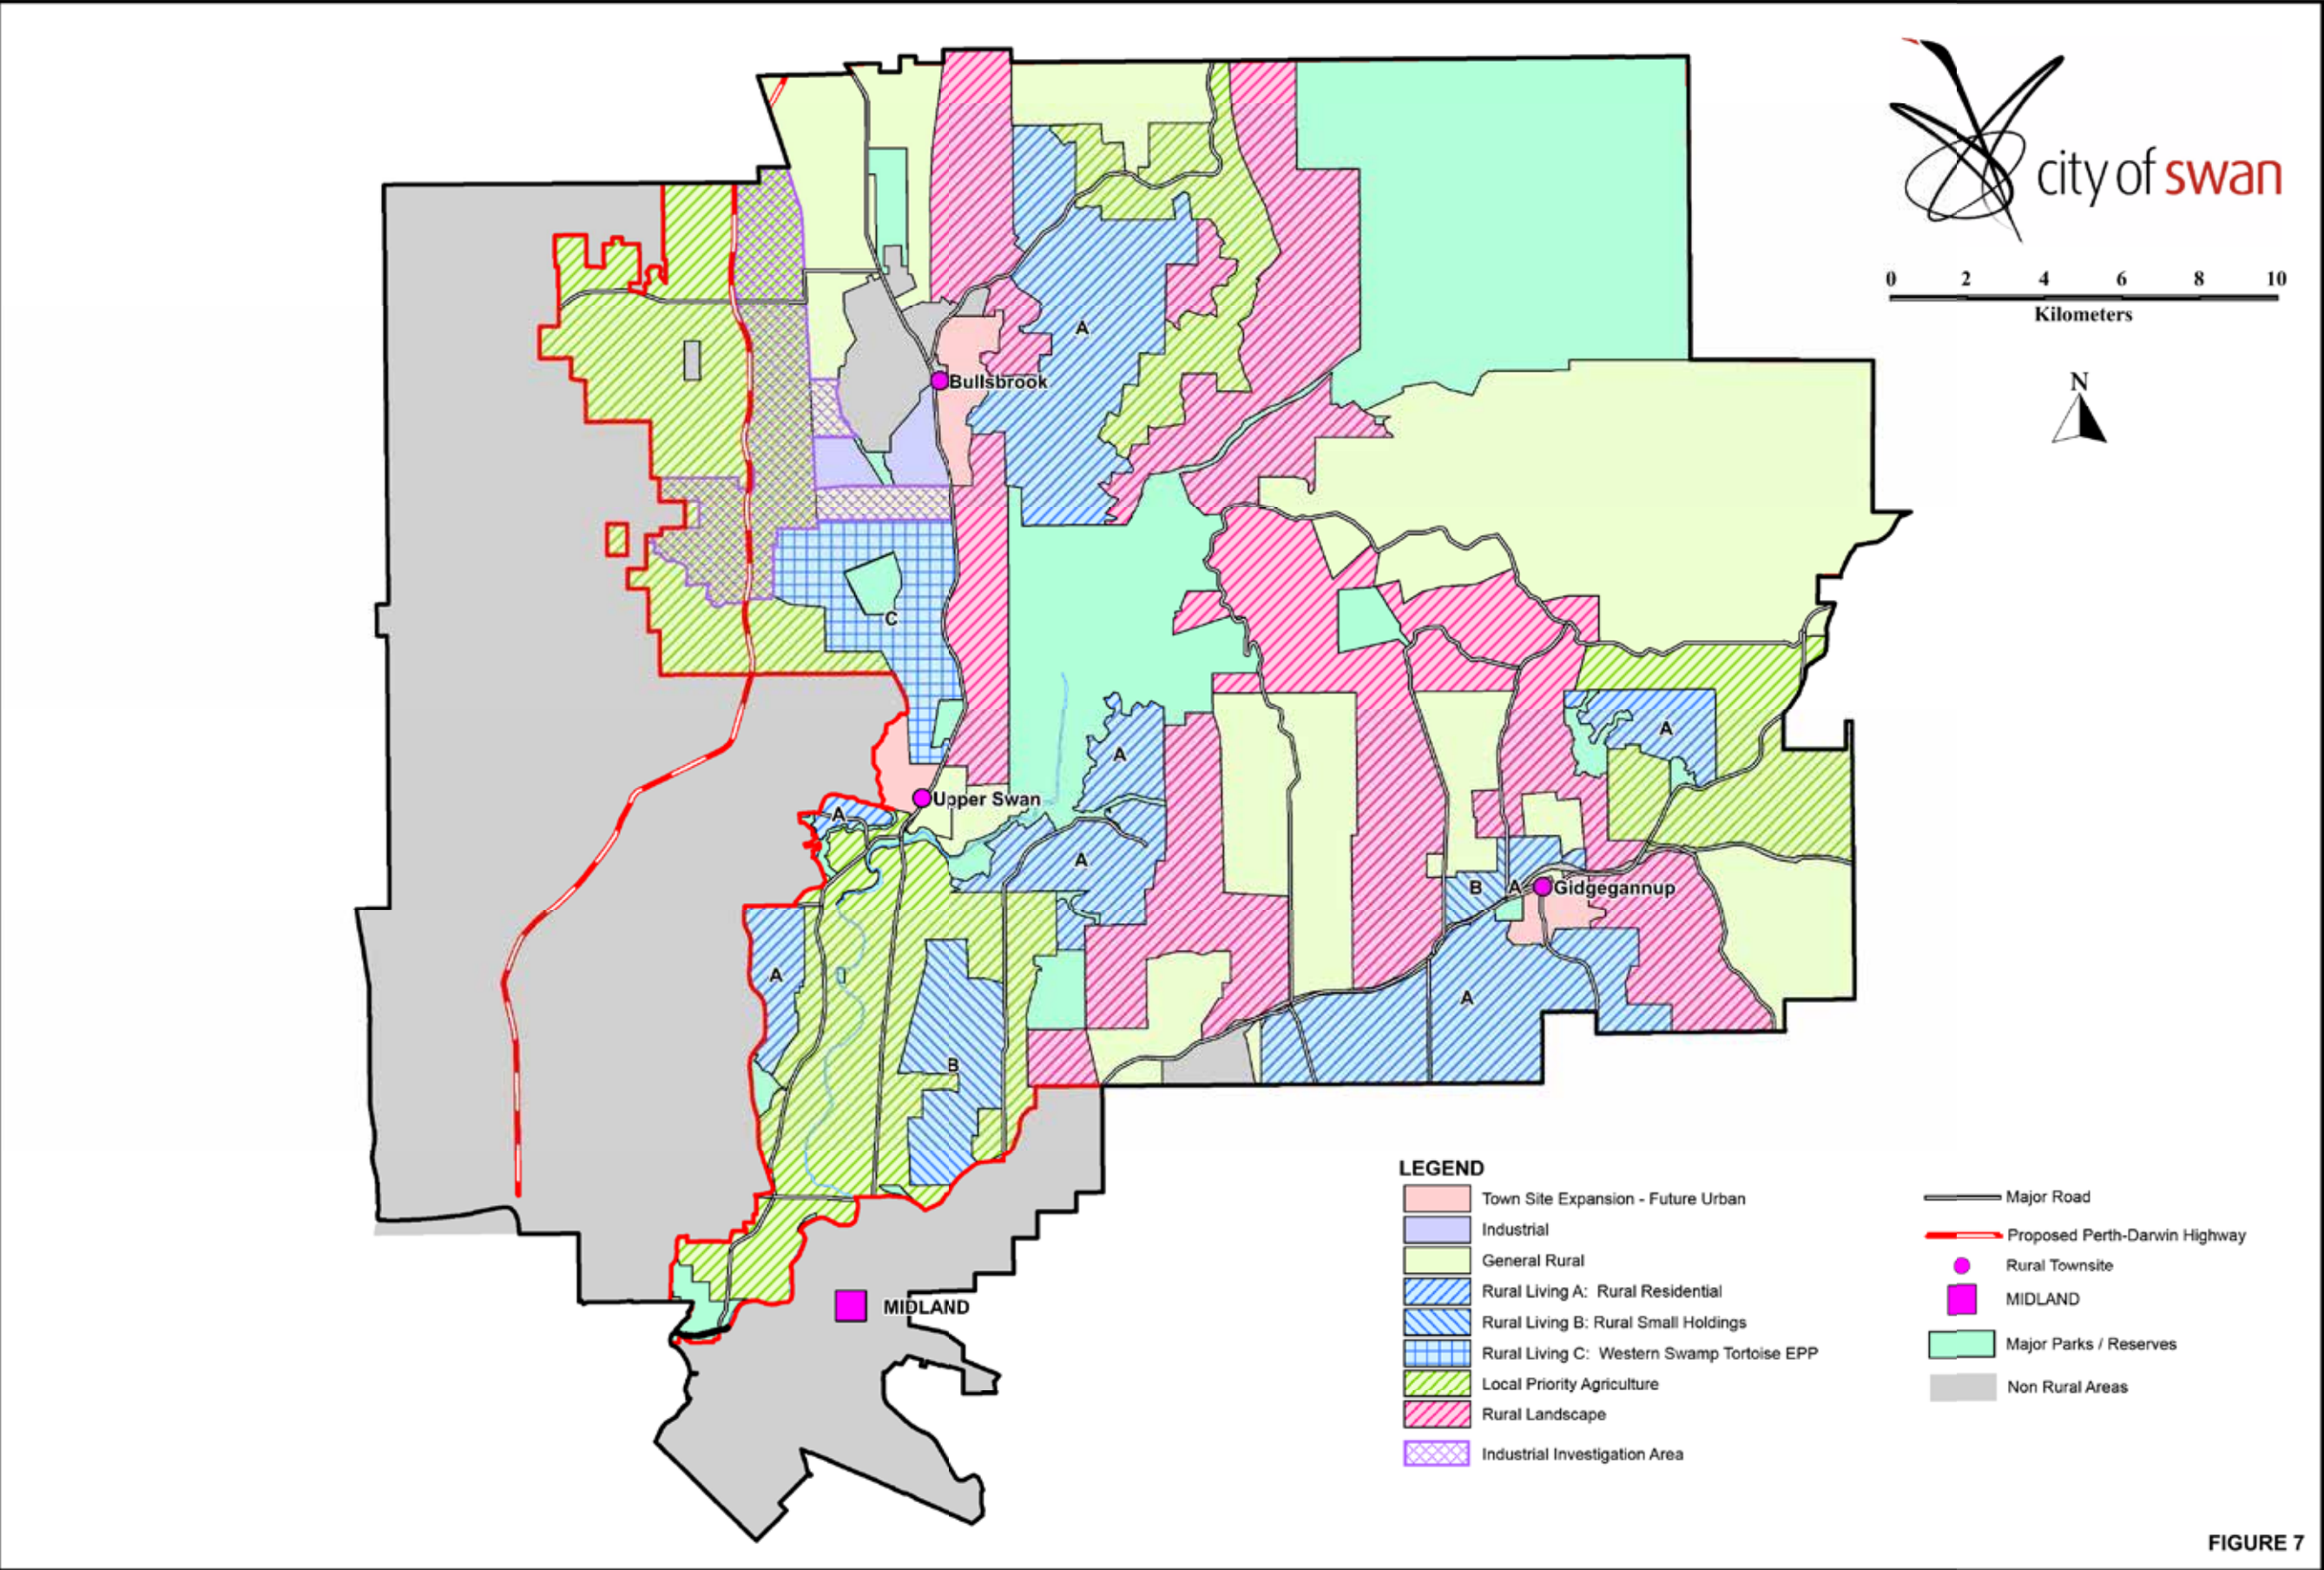 city of swan
0 2 4 6 8 10
Kilometers
N
A
Bullsbrook
C
A
A
Upper Swan
A
A
B
A
Gidgegannup
A
A
B
MIDLAND
LEGEND
Town Site Expansion - Future Urban
Industrial
General Rural
Rural Living A: Rural Residential
Rural Living B: Rural Small Holdings
Rural Living C: Western Swamp Tortoise EPP
Local Priority Agriculture
Rural Landscape
Industrial Investigation Area
Major Road
Proposed Perth-Darwin Highway
Rural Townsite
MIDLAND
Major Parks / Reserves
Non Rural Areas
FIGURE 7